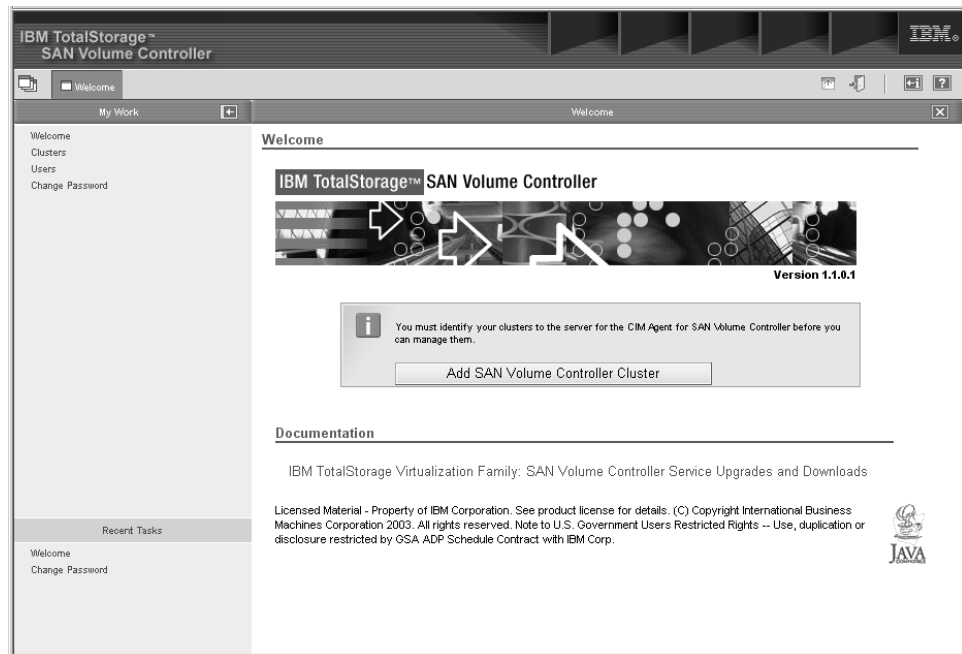 IBM TotalStorage™
SAN Volume Controller
IBM®
Welcome
My Work
Welcome
Welcome
Clusters
Users
Change Password
Welcome
IBM TotalStorage™ SAN Volume Controller
Version 1.1.0.1
You must identify your clusters to the server for the CIM Agent for SAN Volume Controller before you
can manage them.
Add SAN Volume Controller Cluster
Documentation
IBM TotalStorage Virtualization Family: SAN Volume Controller Service Upgrades and Downloads
Licensed Material - Property of IBM Corporation. See product license for details. (C) Copyright International Business
Machines Corporation 2003. All rights reserved. Note to U.S. Government Users Restricted Rights -- Use, duplication or
disclosure restricted by GSA ADP Schedule Contract with IBM Corp.
JAVA
COMPATIBLE
Recent Tasks
Welcome
Change Password